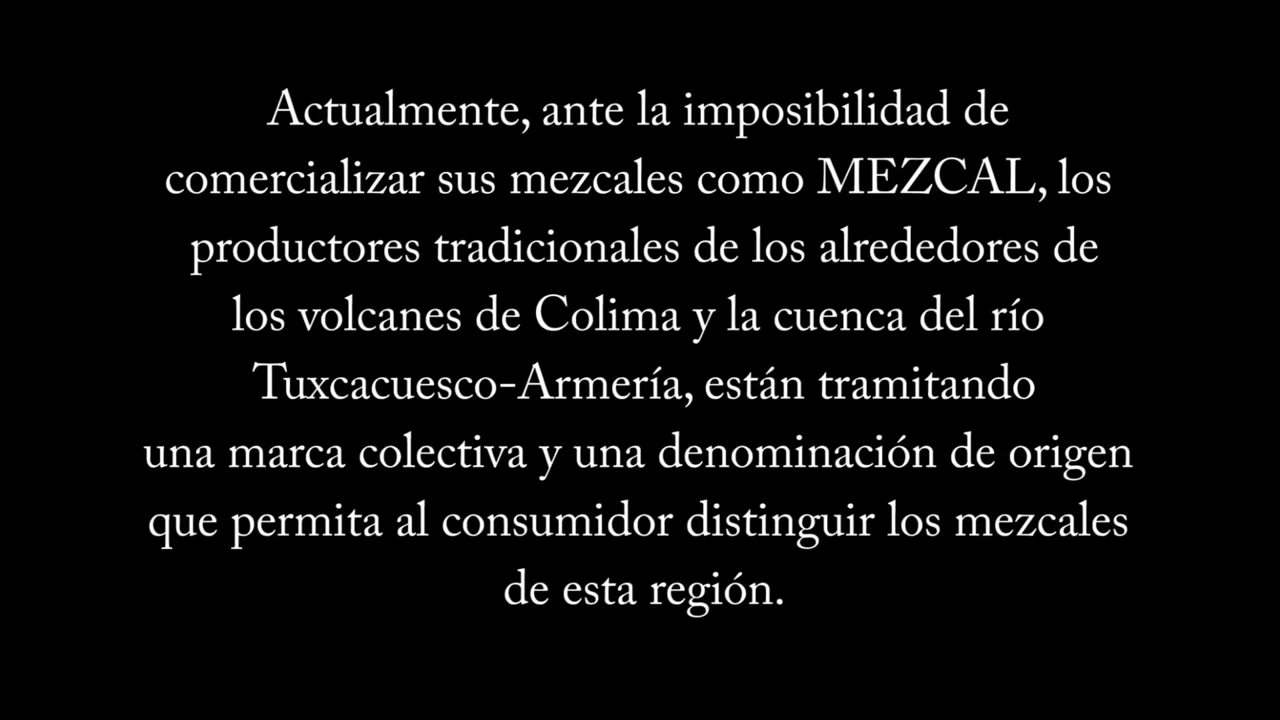 Actualmente, ante la imposibilidad de
comercializar sus mezcales como MEZCAL, los
productores tradicionales de los alrededores de
los volcanes de Colima y la cuenca del río
Tuxcacuesco-Armería, están tramitando
una marca colectiva y una denominación de origen
que permita al consumidor distinguir los mezcales
de esta región.